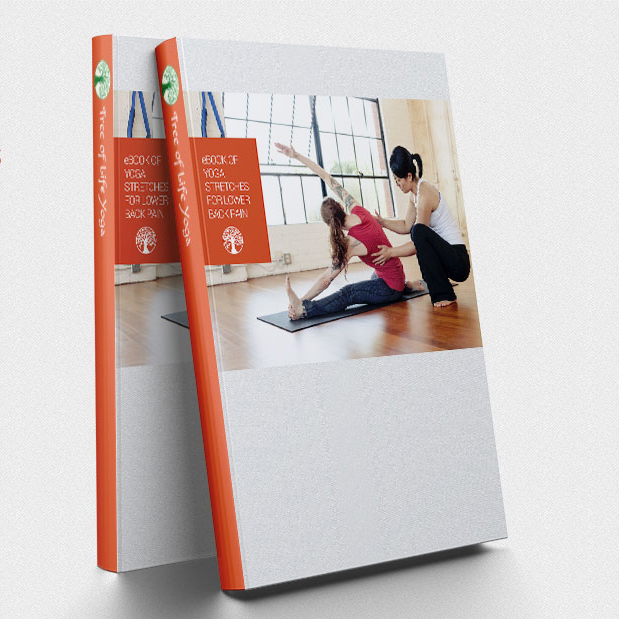 Tree of Life Yoga
eBOOK OF
YOGA
STRETCHES
FOR LOWER
BACK PAIN
Tree of Life Yoga
eBOOK OF
YOGA
STRETCHES
FOR LOWER
BACK PAIN